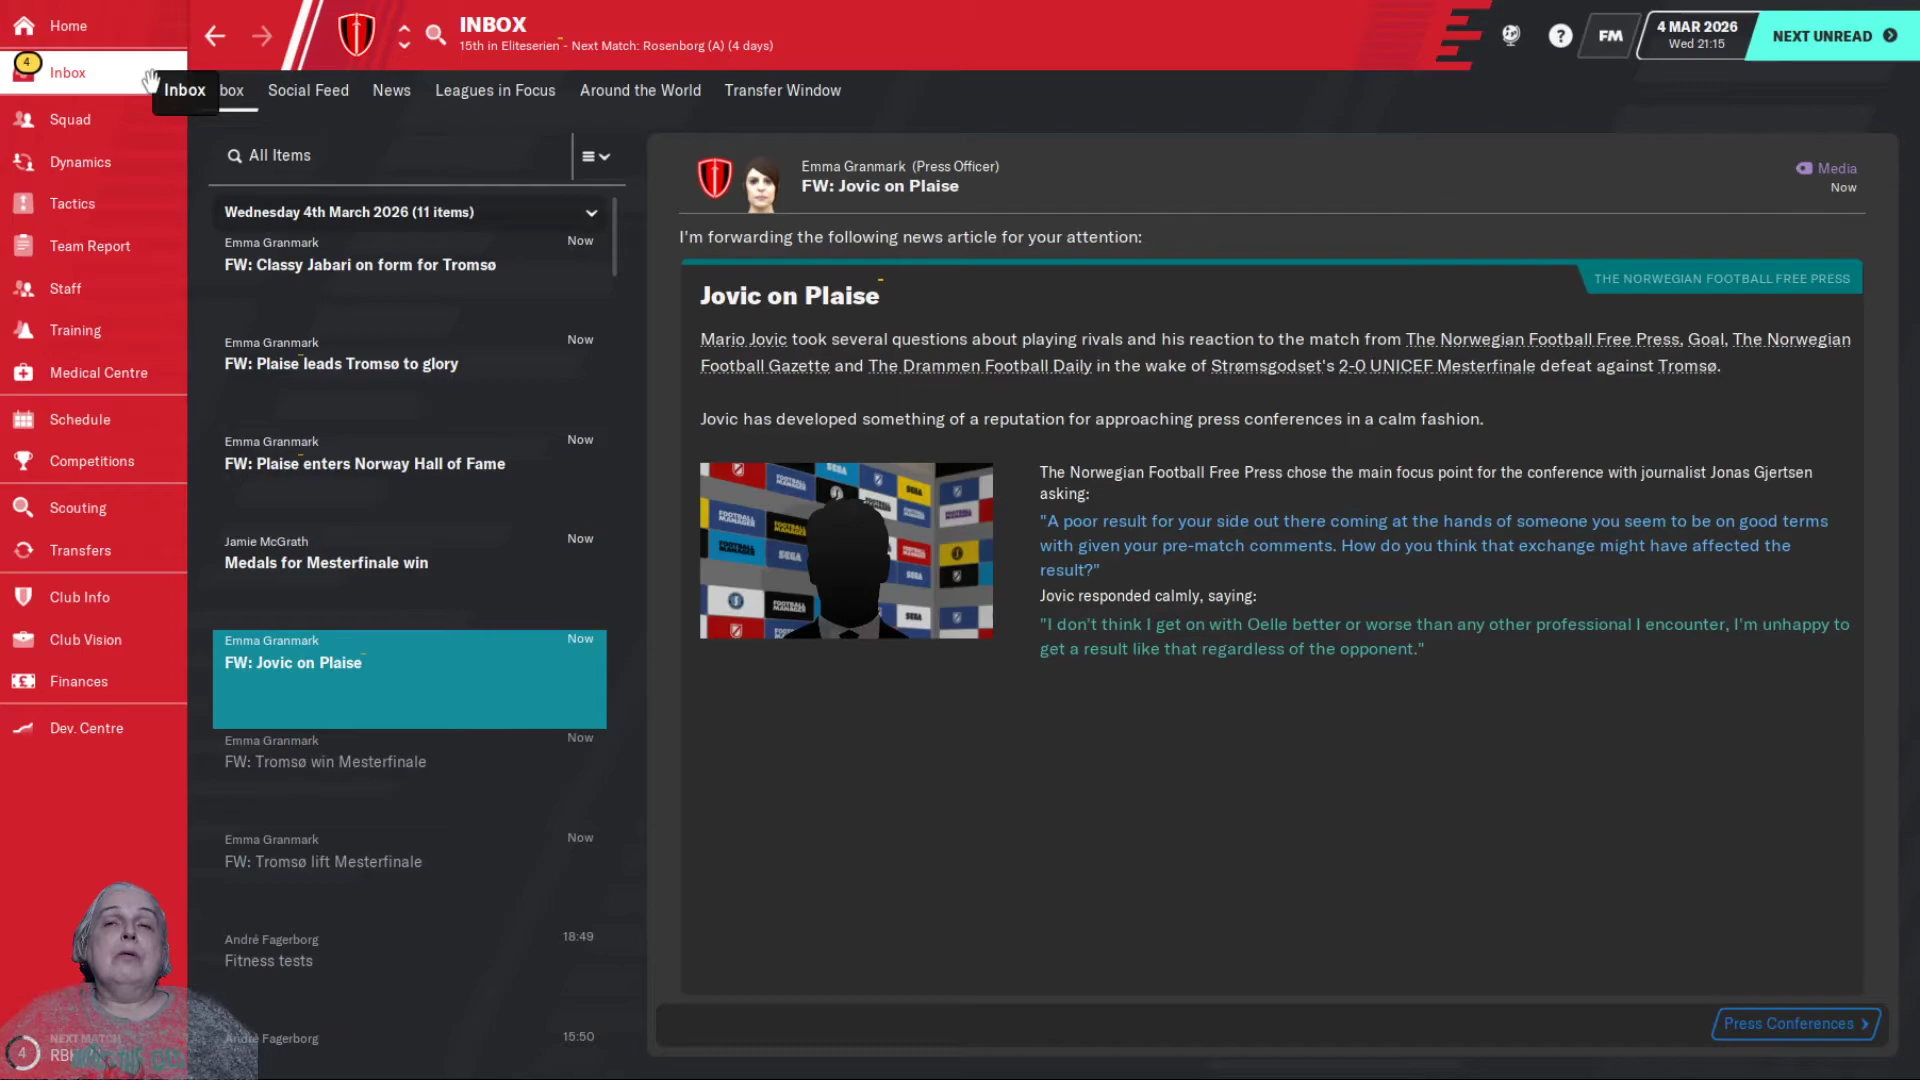 Home
4
Inbox
Inbox
Squad
Dynamics
Tactics
Team Report
Staff
Training
Medical Centre
Schedule
Competitions
Scouting
Transfers
Club Info
Club Vision
Finances
Dev. Centre
NEXT MATCH
4
INBOX
15th in Eliteserien - Next Match: Rosenborg (A) (4 days)
FM
4 MAR 2026
Wed 21:15
NEXT UNREAD
box
Social Feed
News
Leagues in Focus
Around the World
Transfer Window
All Items
Wednesday 4th March 2026 (11 items)
Emma Granmark Now
FW: Classy Jabari on form for Tromsø
Emma Granmark Now
FW: Plaise leads Tromsø to glory
Emma Granmark Now
FW: Plaise enters Norway Hall of Fame
Jamie McGrath Now
Medals for Mesterfinale win
Emma Granmark Now
FW: Jovic on Plaise
Emma Granmark Now
FW: Tromsø win Mesterfinale
Emma Granmark Now
FW: Tromsø lift Mesterfinale
André Fagerborg 18:49
Fitness tests
André Fagerborg 15:50
Emma Granmark (Press Officer)
FW: Jovic on Plaise
Media
Now
I'm forwarding the following news article for your attention:
THE NORWEGIAN FOOTBALL FREE PRESS
Jovic on Plaise
Mario Jovic took several questions about playing rivals and his reaction to the match from The Norwegian Football Free Press, Goal, The Norwegian
Football Gazette and The Drammen Football Daily in the wake of Strømsgodset's 2-0 UNICEF Mesterfinale defeat against Tromsø.
Jovic has developed something of a reputation for approaching press conferences in a calm fashion.
The Norwegian Football Free Press chose the main focus point for the conference with journalist Jonas Gjertsen
asking:
"A poor result for your side out there coming at the hands of someone you seem to be on good terms
with given your pre-match comments. How do you think that exchange might have affected the
result?"
Jovic responded calmly, saying:
"I don't think I get on with Oelle better or worse than any other professional I encounter, I'm unhappy to
get a result like that regardless of the opponent."
Press Conferences